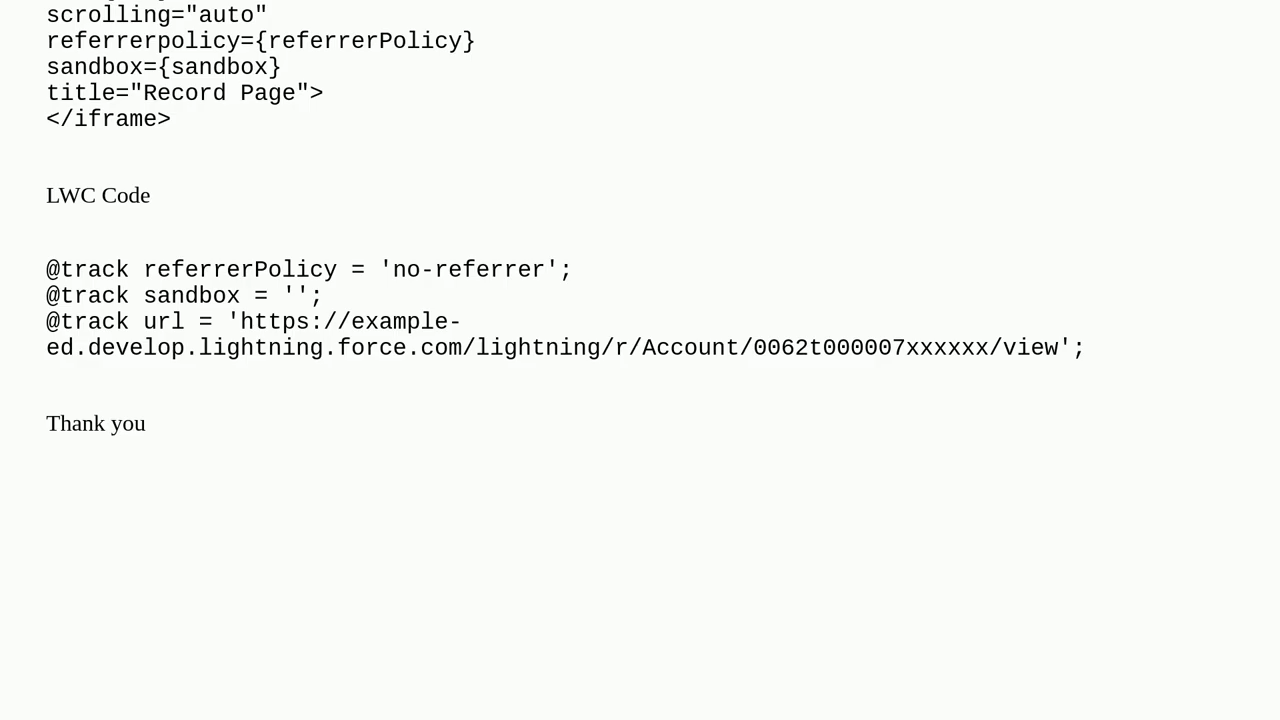 scrolling="auto"
referrerpolicy={referrerPolicy}
sandbox={sandbox}
title="Record Page">
</iframe>
LWC Code
@track referrerPolicy = 'no-referrer';
@track sandbox = '';
@track url = 'https://example-
ed.develop.lightning.force.com/lightning/r/Account/0062t000007xxxxxx/view';
Thank you